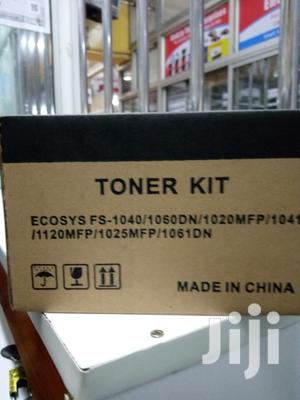 TONER KIT
ECOSYS FS-1040/1060DN/1020MFP/1041
/1120MFP/1025MFP/1061DN
MADE IN CHINA
Jiji